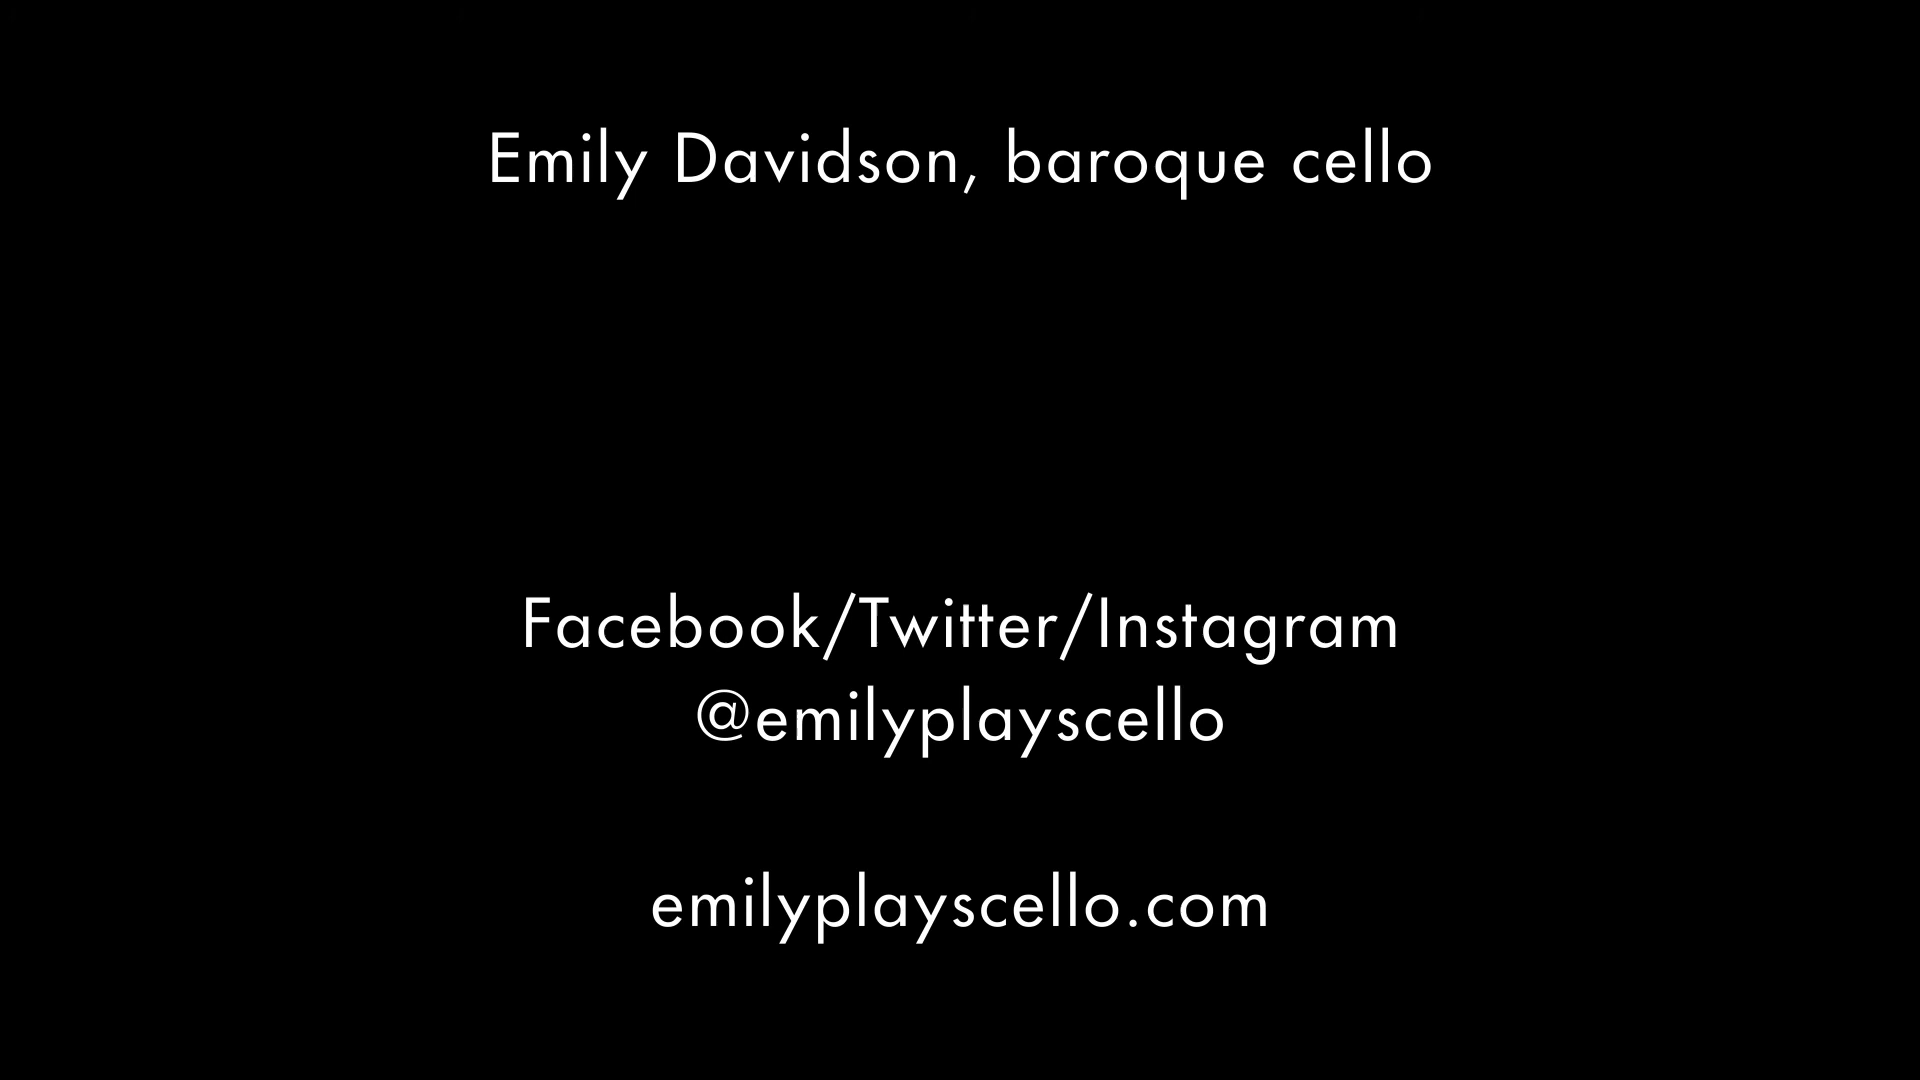 Emily Davidson, baroque cello
Facebook/Twitter/Instagram
@emilyplayscello
emilyplayscello.com